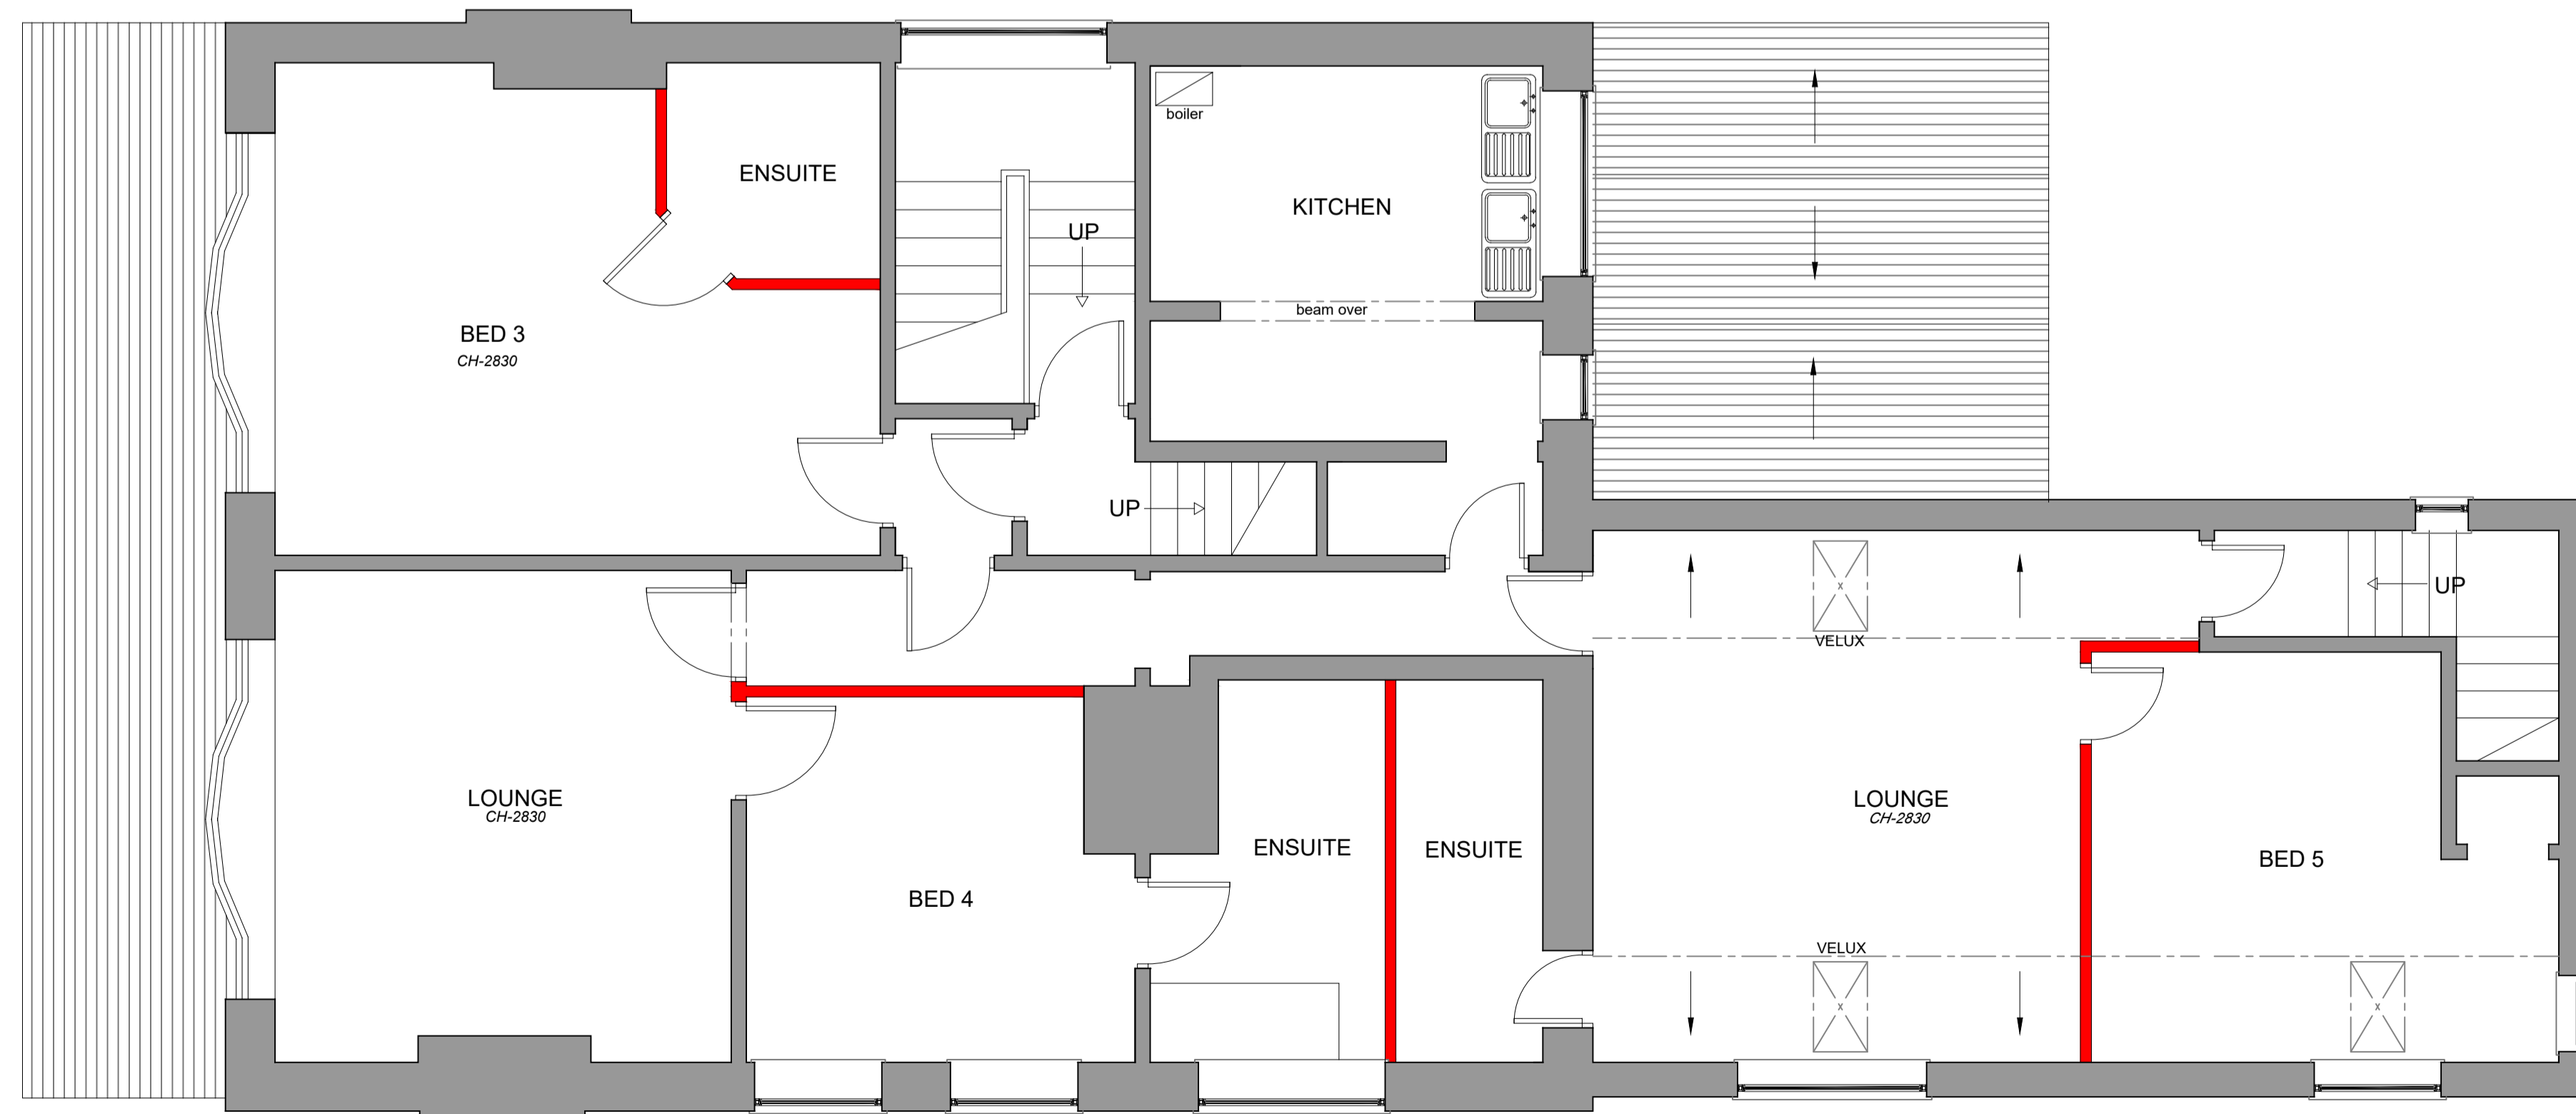 boiler
ENSUITE
KITCHEN
UP
beam over
BED 3
CH-2830
UP
UP
VELUX
LOUNGE
CH-2830
LOUNGE
CH-2830
ENSUITE
ENSUITE
BED 5
BED 4
VELUX